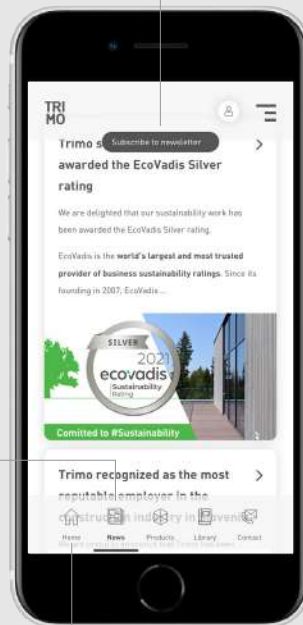 TRI
MO
Subscribe to newsletter
Trimo s
awarded the EcoVadis Silver
rating
We are delighted that our sustainability work has
been awarded the EcoVadis Silver rating.
EcoVadis is the world's largest and most trusted
provider of business sustainability ratings. Since its
founding in 2007, EcoVadis ...
SILVER
2021
ecovadis
Sustainability
Rating
Comitted to #Sustainability
Trimo recognized as the most
reputable employer in the
construction industry in Sloveni
Home News Products Library Contact